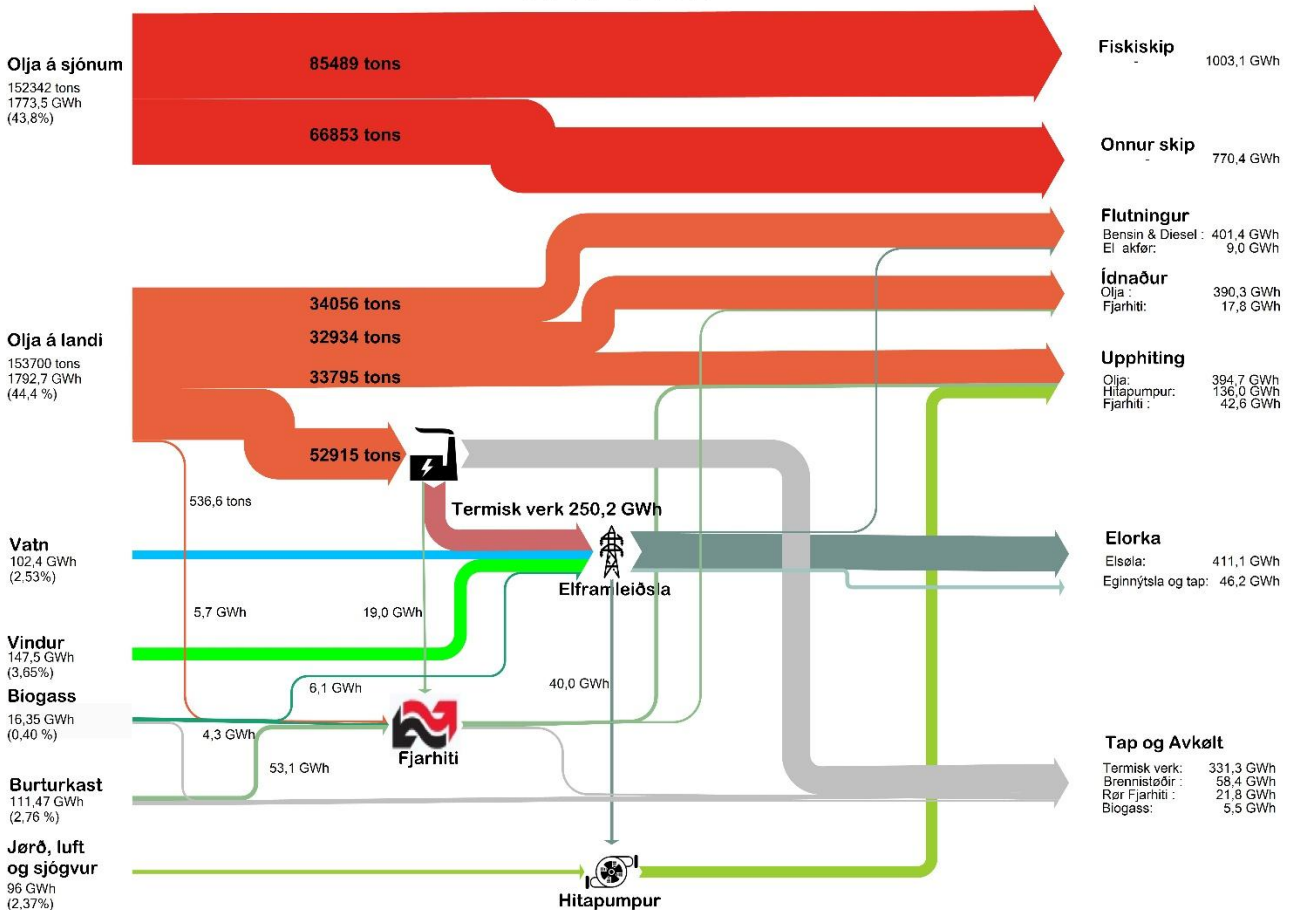 Olja á sjónum
152342 tons
1773,5 GWh
(43,8%)
85489 tons
66853 tons
Fiskiskip
- 1003,1 GWh
Onnur skip
- 770,4 GWh
Flutningur
Bensin & Diesel : 401,4 GWh
El akfør: 9,0 GWh
Ídnaður
Olja : 390,3 GWh
Fjarhiti: 17,8 GWh
Olja á landi
153700 tons
1792,7 GWh
(44,4 %)
34056 tons
32934 tons
33795 tons
52915 tons
Upphiting
Olja: 394,7 GWh
Hitapumpur: 136,0 GWh
Fjarhiti : 42,6 GWh
536,6 tons
Termisk verk 250,2 GWh
Vatn
102,4 GWh
(2,53%)
Elframleiðsla
Elorka
Elsøla: 411,1 GWh
Eginnýtsla og tap: 46,2 GWh
5,7 GWh
19,0 GWh
Vindur
147,5 GWh
(3,65%)
6,1 GWh
40,0 GWh
Biogass
16,35 GWh
(0,40 %)
4,3 GWh
53,1 GWh
Fjarhiti
Tap og Avkølt
Termisk verk: 331,3 GWh
Brennistøðir : 58,4 GWh
Rør Fjarhiti : 21,8 GWh
Biogass: 5,5 GWh
Burturkast
111,47 GWh
(2,76 %)
Jørð, luft
og sjógvur
96 GWh
(2,37%)
Hitapumpur